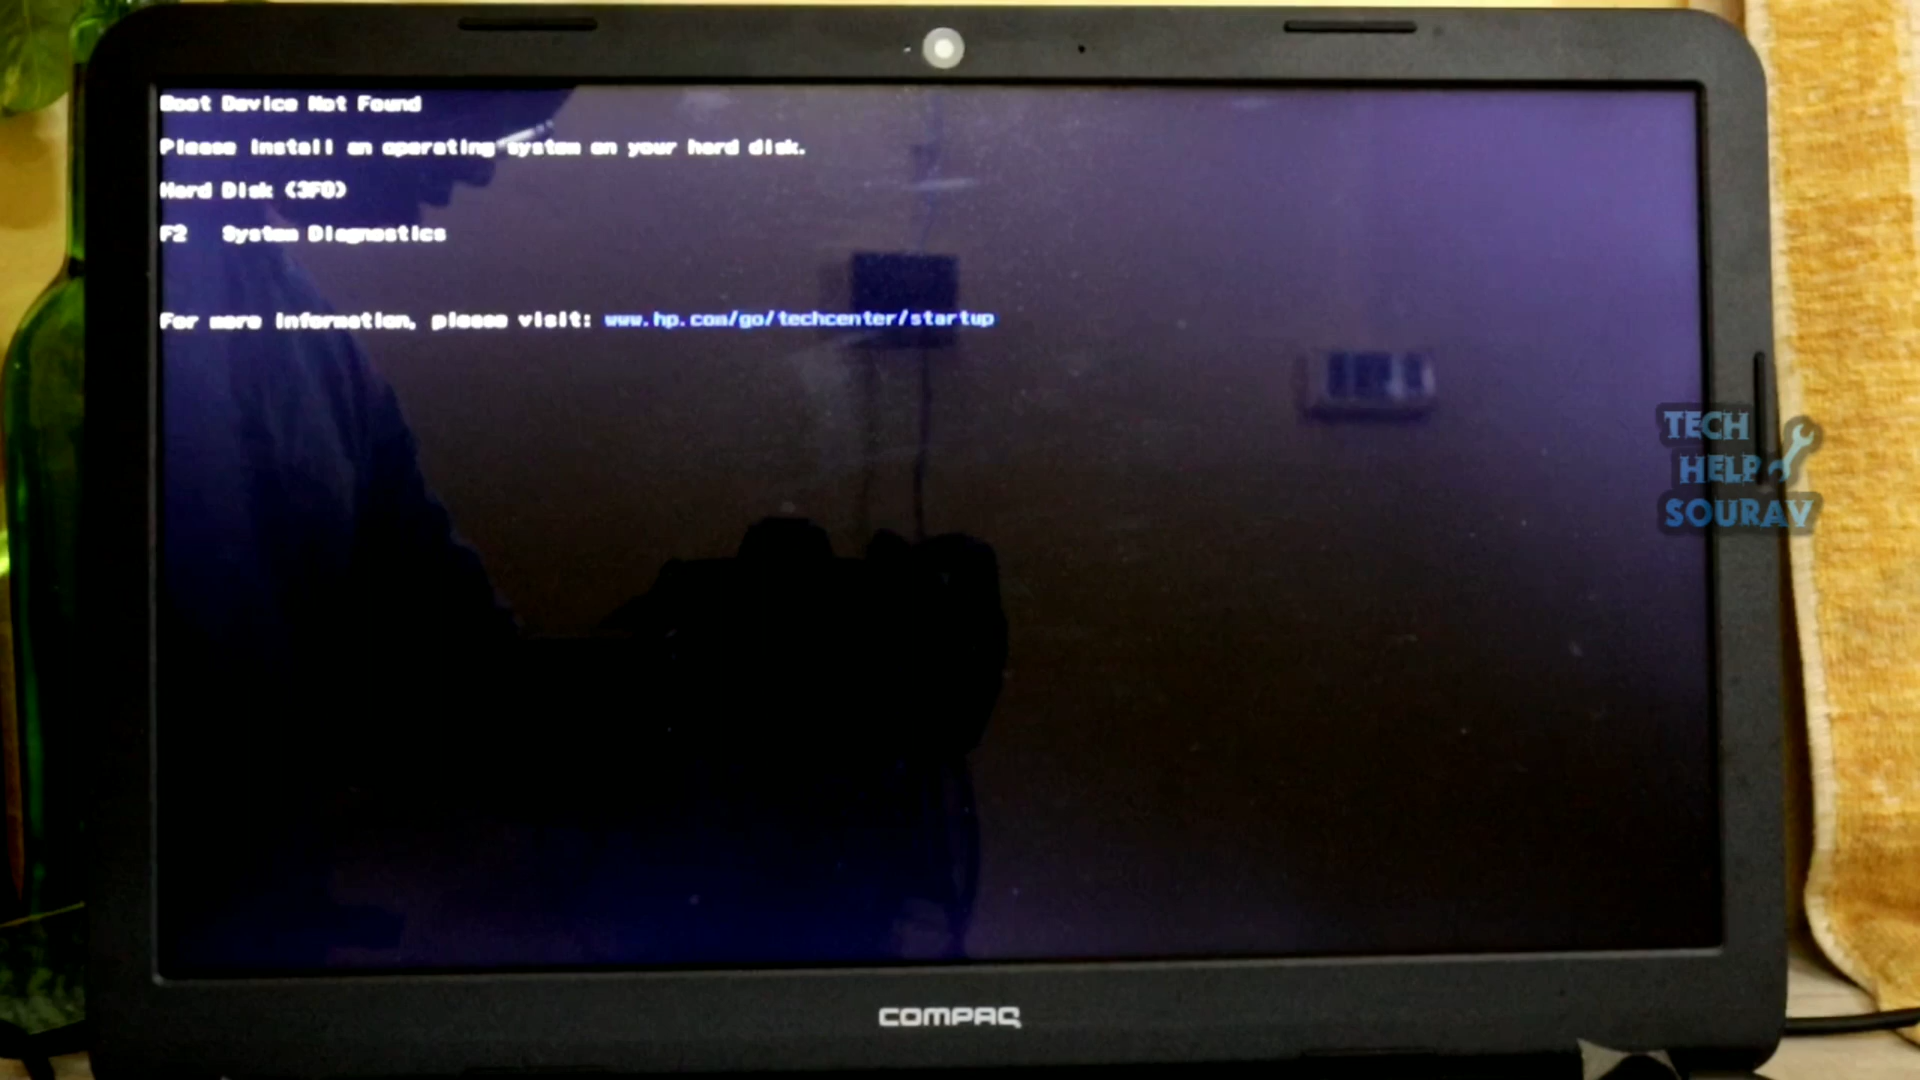 Boot Device Not Found
Please install an operating system on your hard disk.
Hard Disk (3F0)
F2 System Diagnostics
For more information, please visit: www.hp.com/go/techcenter/startup
TECH
HELP
SOURAV
COMPAQ